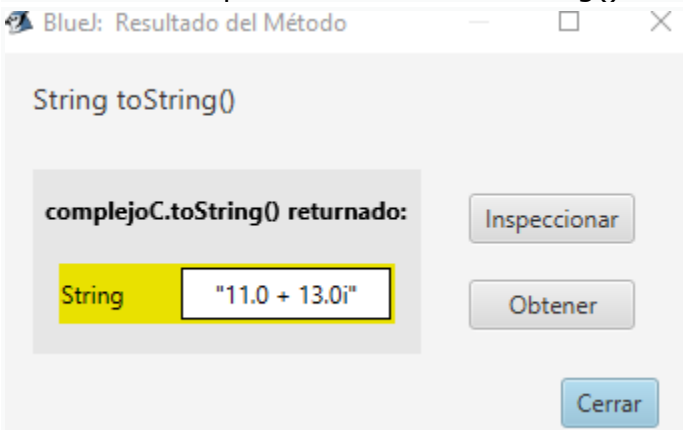 BlueJ: Resultado del Método
String toString()
complejoC.toString() returnado:
Inspeccionar
String "11.0 + 13.0i"
Obtener
Cerrar